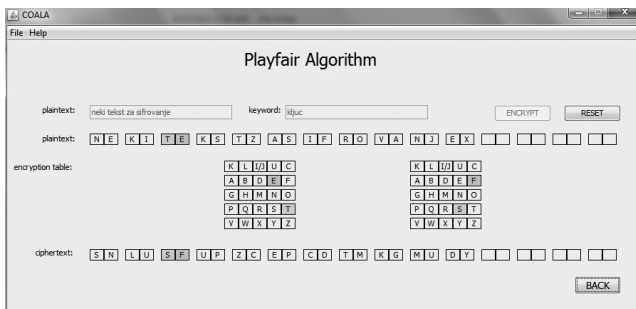 COALA
File Help
Playfair Algorithm
plaintext: neki tekst za sifrovanje keyword: kljuc ENCRYPT RESET
plaintext: N E K I T E K S T Z A S I F R O V A N J E X
encryption table: K L I/J U C K L I/J U C
A B D E F A B D E F
G H M N O G H M N O
P Q R S T P Q R S T
V W X Y Z V W X Y Z
ciphertext: S N L U S F U P Z C E P C D T M K G M U D Y
BACK